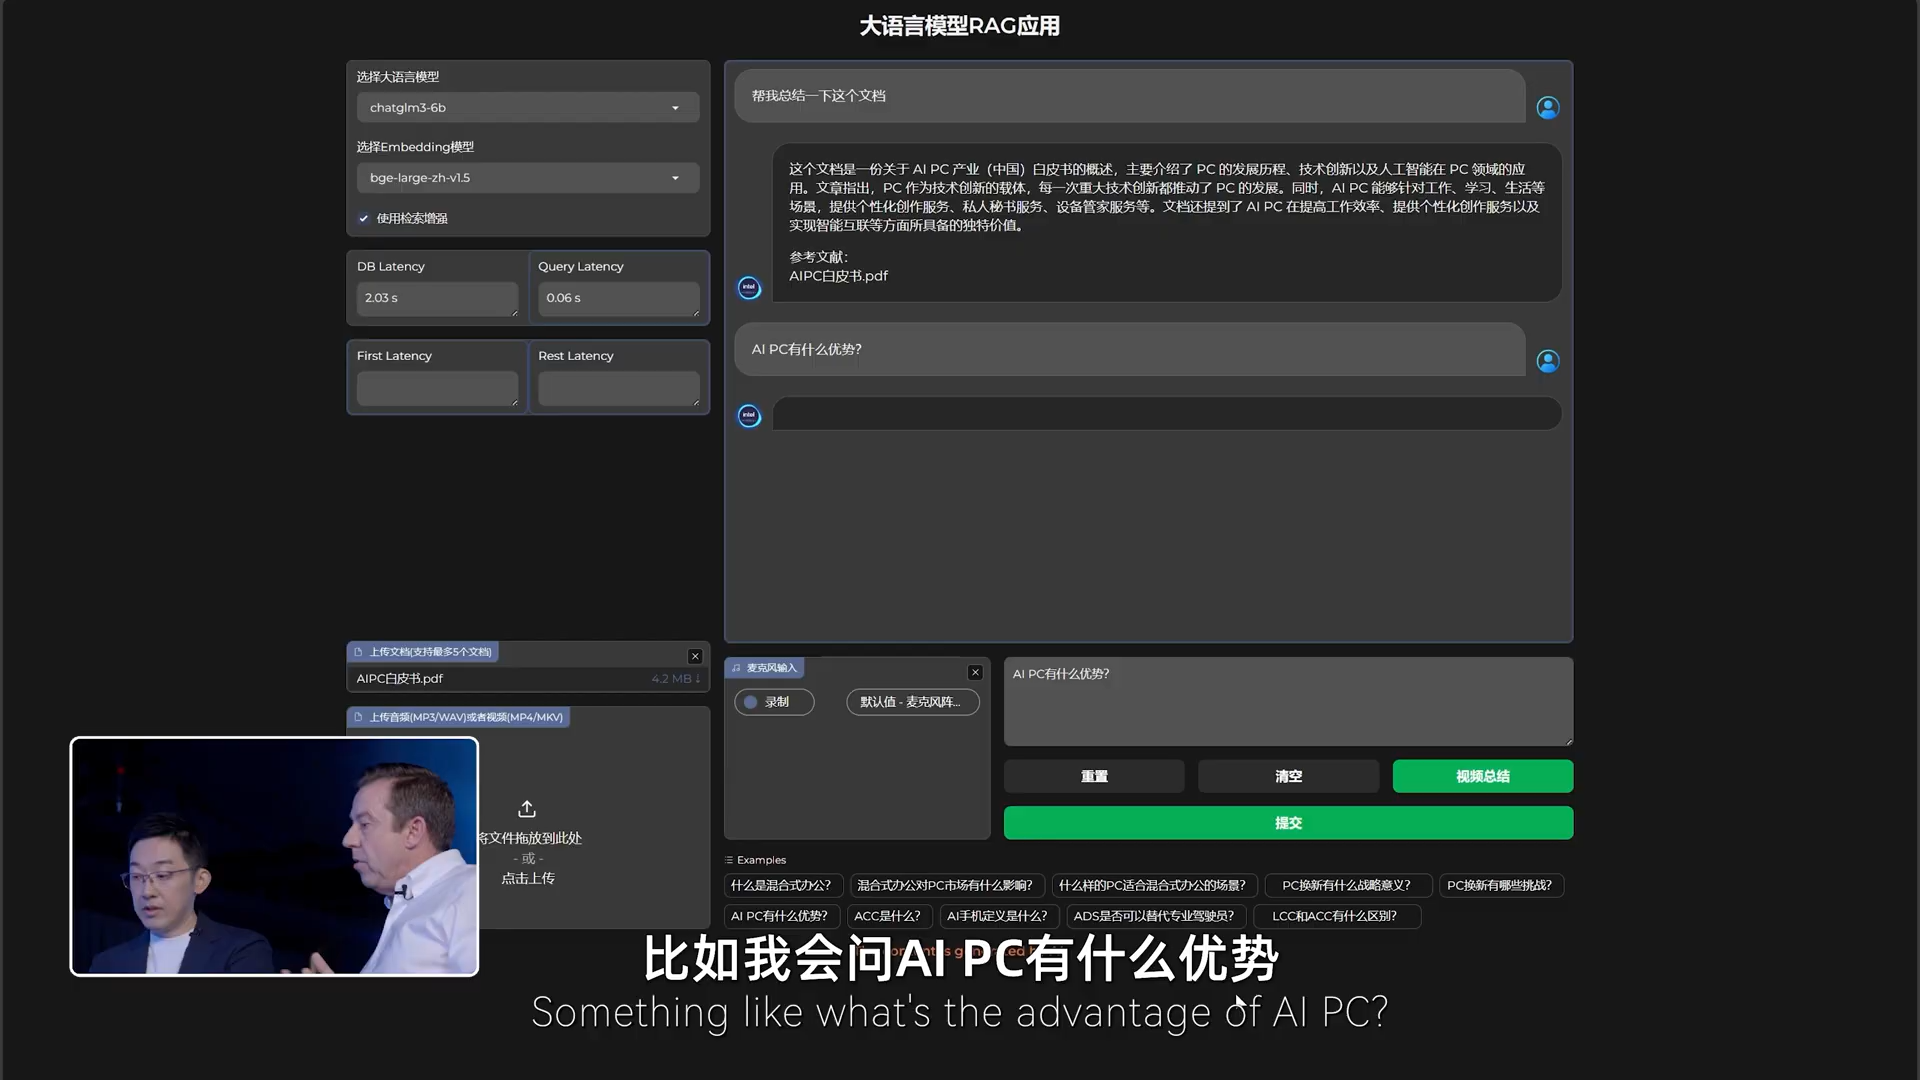 大语言模型RAG应用
选择大语言模型
chatglm3-6b
选择Embedding模型
bge-large-zh-v1.5
使用检索增强
DB Latency
Query Latency
2.03 s
0.06 s
First Latency
Rest Latency
上传文档(支持最多5个文档)
AIPC白皮书.pdf
4.2 MB ↓
上传音频(MP3/WAV)或者视频(MP4/MKV)
将文件拖放到此处
- 或 -
点击上传
帮我总结一下这个文档
这个文档是一份关于 AI PC 产业（中国）白皮书的概述，主要介绍了 PC 的发展历程、技术创新以及人工智能在 PC 领域的应
用。文章指出，PC 作为技术创新的载体，每一次重大技术创新都推动了 PC 的发展。同时，AI PC 能够针对工作、学习、生活等
场景，提供个性化创作服务、私人秘书服务、设备管家服务等。文档还提到了 AI PC 在提高工作效率、提供个性化创作服务以及
实现智能互联等方面所具备的独特价值。
参考文献：
AIPC白皮书.pdf
intel
AI PC有什么优势?
intel
麦克风输入
录制
默认值 - 麦克风阵...
AI PC有什么优势?
重置
清空
视频总结
提交
Examples
什么是混合式办公?
混合式办公对PC市场有什么影响?
什么样的PC适合混合式办公的场景?
PC换新有什么战略意义?
PC换新有哪些挑战?
AI PC有什么优势?
ACC是什么?
AI手机定义是什么?
ADS是否可以替代专业驾驶员?
LCC和ACC有什么区别?
比如我会问AI PC有什么优势
Something like what's the advantage of AI PC?